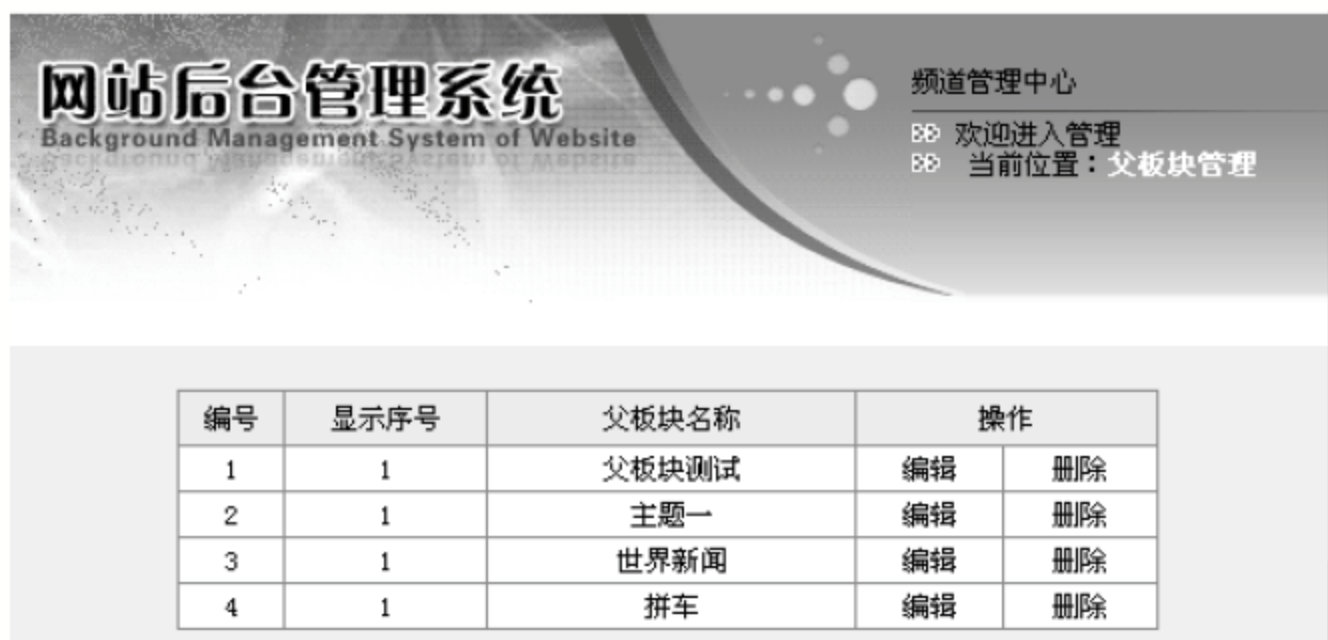 网站后台管理系统
Background Management System of Website
频道管理中心
欢迎进入管理
当前位置：父板块管理
编号 显示序号 父板块名称 操作
1 1 父板块测试 编辑 删除
2 1 主题一 编辑 删除
3 1 世界新闻 编辑 删除
4 1 拼车 编辑 删除